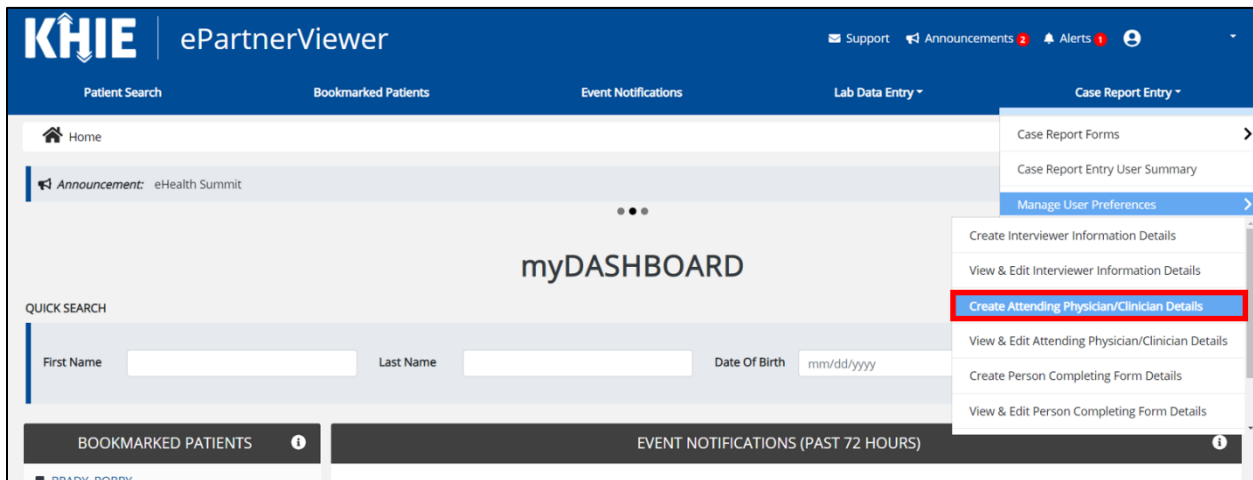 KHIE ePartnerViewer
Support Announcements 2 Alerts 1
Patient Search Bookmarked Patients Event Notifications Lab Data Entry Case Report Entry
Home
Case Report Forms
Case Report Entry User Summary
Announcement: eHealth Summit
Manage User Preferences
Create Interviewer Information Details
View & Edit Interviewer Information Details
Create Attending Physician/Clinician Details
View & Edit Attending Physician/Clinician Details
Create Person Completing Form Details
View & Edit Person Completing Form Details
myDASHBOARD
QUICK SEARCH
First Name Last Name Date Of Birth mm/dd/yyyy
BOOKMARKED PATIENTS EVENT NOTIFICATIONS (PAST 72 HOURS)